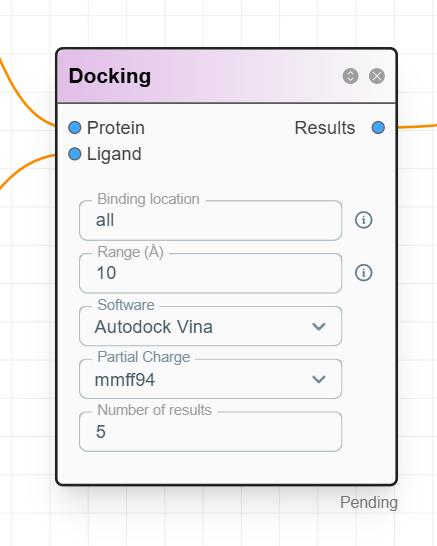 Docking
Protein Results
Ligand
Binding location
all
Range (Å)
10
Software
Autodock Vina
Partial Charge
mmff94
Number of results
5
Pending